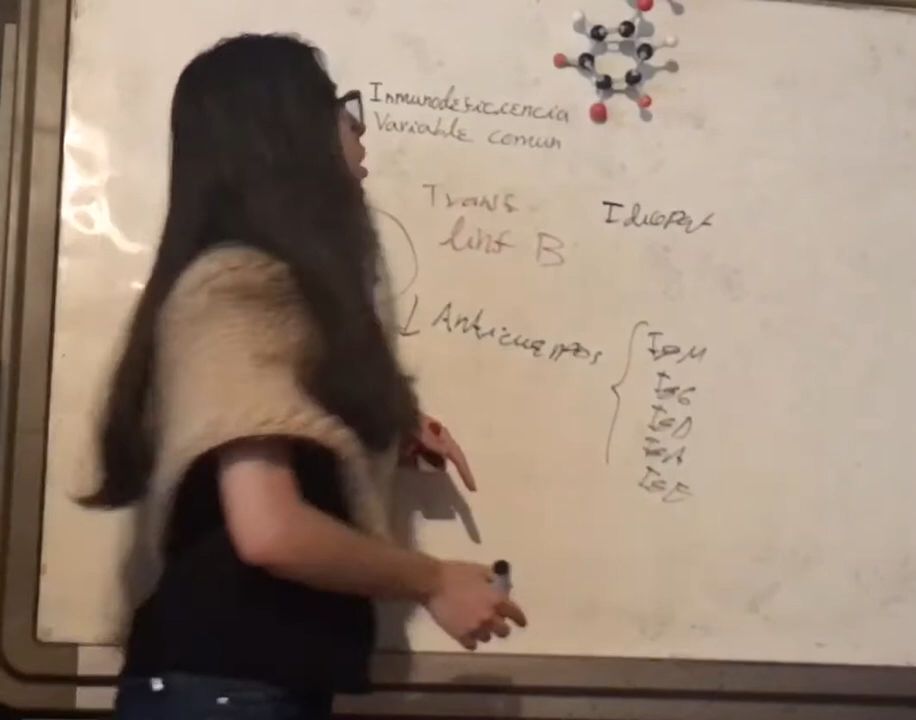 Inmunodeficiencia
Variable comun
Trans
linf B
Idiopat
↓ Anticuerpos
IgM
IgG
IgD
IgA
IgE